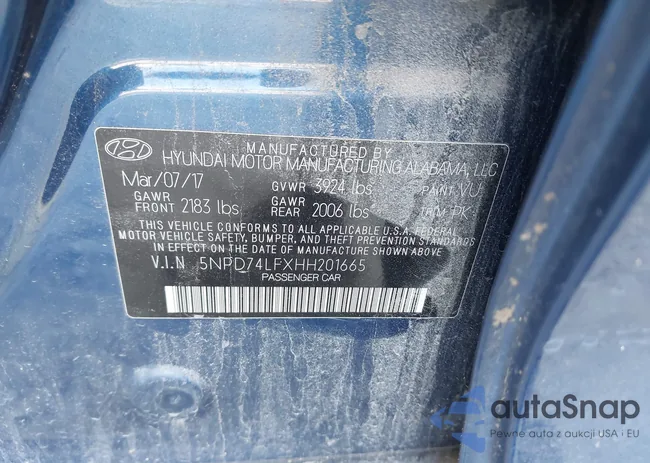 MANUFACTURED BY
HYUNDAI MOTOR MANUFACTURING ALABAMA, LLC
Mar/07/17 GVWR 3924 lbs PAINT VU
GAWR FRONT 2183 lbs GAWR REAR 2006 lbs TRIM PK
THIS VEHICLE CONFORMS TO ALL APPLICABLE U.S.A. FEDERAL
MOTOR VEHICLE SAFETY, BUMPER, AND THEFT PREVENTION STANDARDS
IN EFFECT ON THE DATE OF MANUFACTURE SHOWN ABOVE
V.I.N 5NPD74LFXHH201665
PASSENGER CAR
autaSnap
Pewne auta z aukcji USA i EU